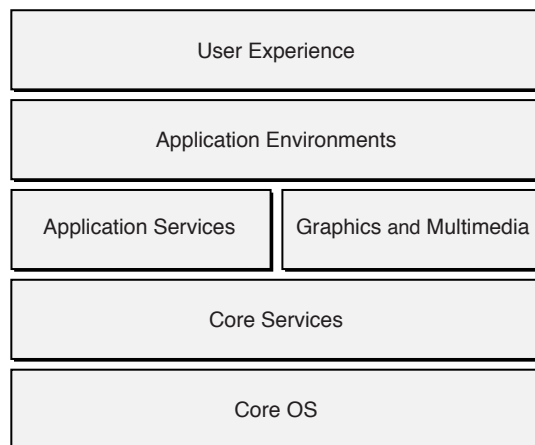 User Experience
Application Environments
Application Services
Graphics and Multimedia
Core Services
Core OS